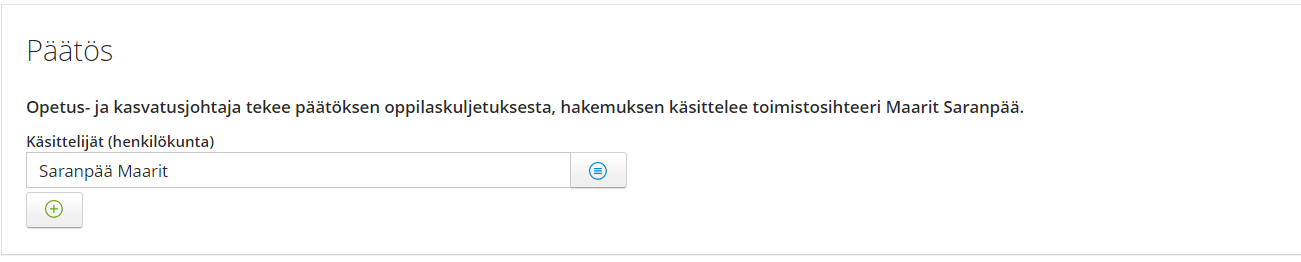 Päätös
Opetus- ja kasvatusjohtaja tekee päätöksen oppilaskuljetuksesta, hakemuksen käsittelee toimistosihteeri Maarit Saranpää.
Käsittelijät (henkilökunta)
Saranpää Maarit